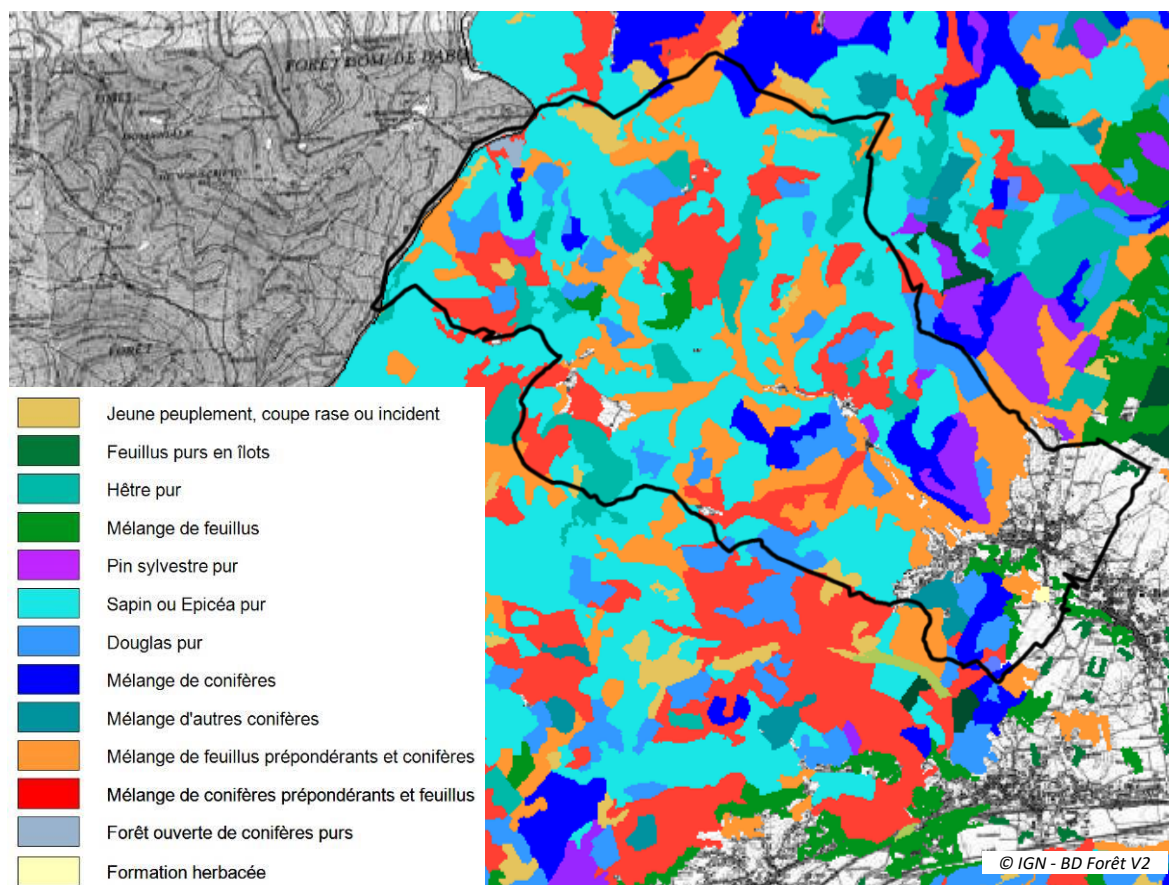 FORÊT DOM. DE DABO
FORÊT
Jeune peuplement, coupe rase ou incident
Feuillus purs en îlots
Hêtre pur
Mélange de feuillus
Pin sylvestre pur
Sapin ou Epicéa pur
Douglas pur
Mélange de conifères
Mélange d'autres conifères
Mélange de feuillus prépondérants et conifères
Mélange de conifères prépondérants et feuillus
Forêt ouverte de conifères purs
Formation herbacée
© IGN - BD Forêt V2